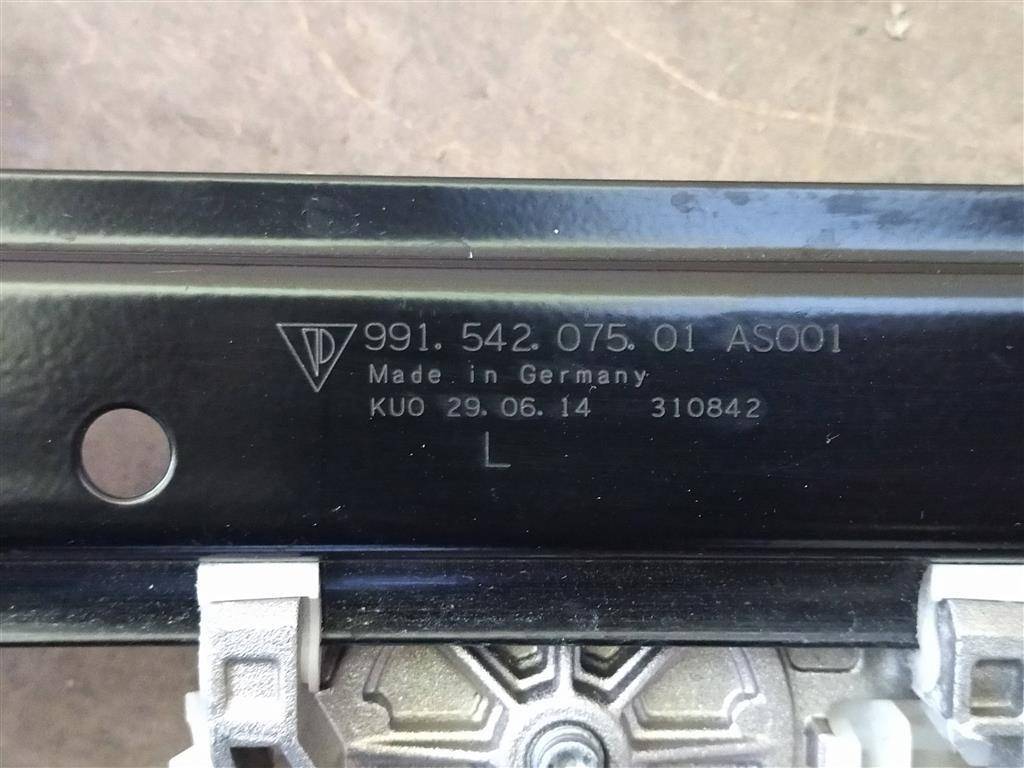 991. 542. 075. 01 AS001
Made in Germany
KUO 29. 06. 14 310842
L